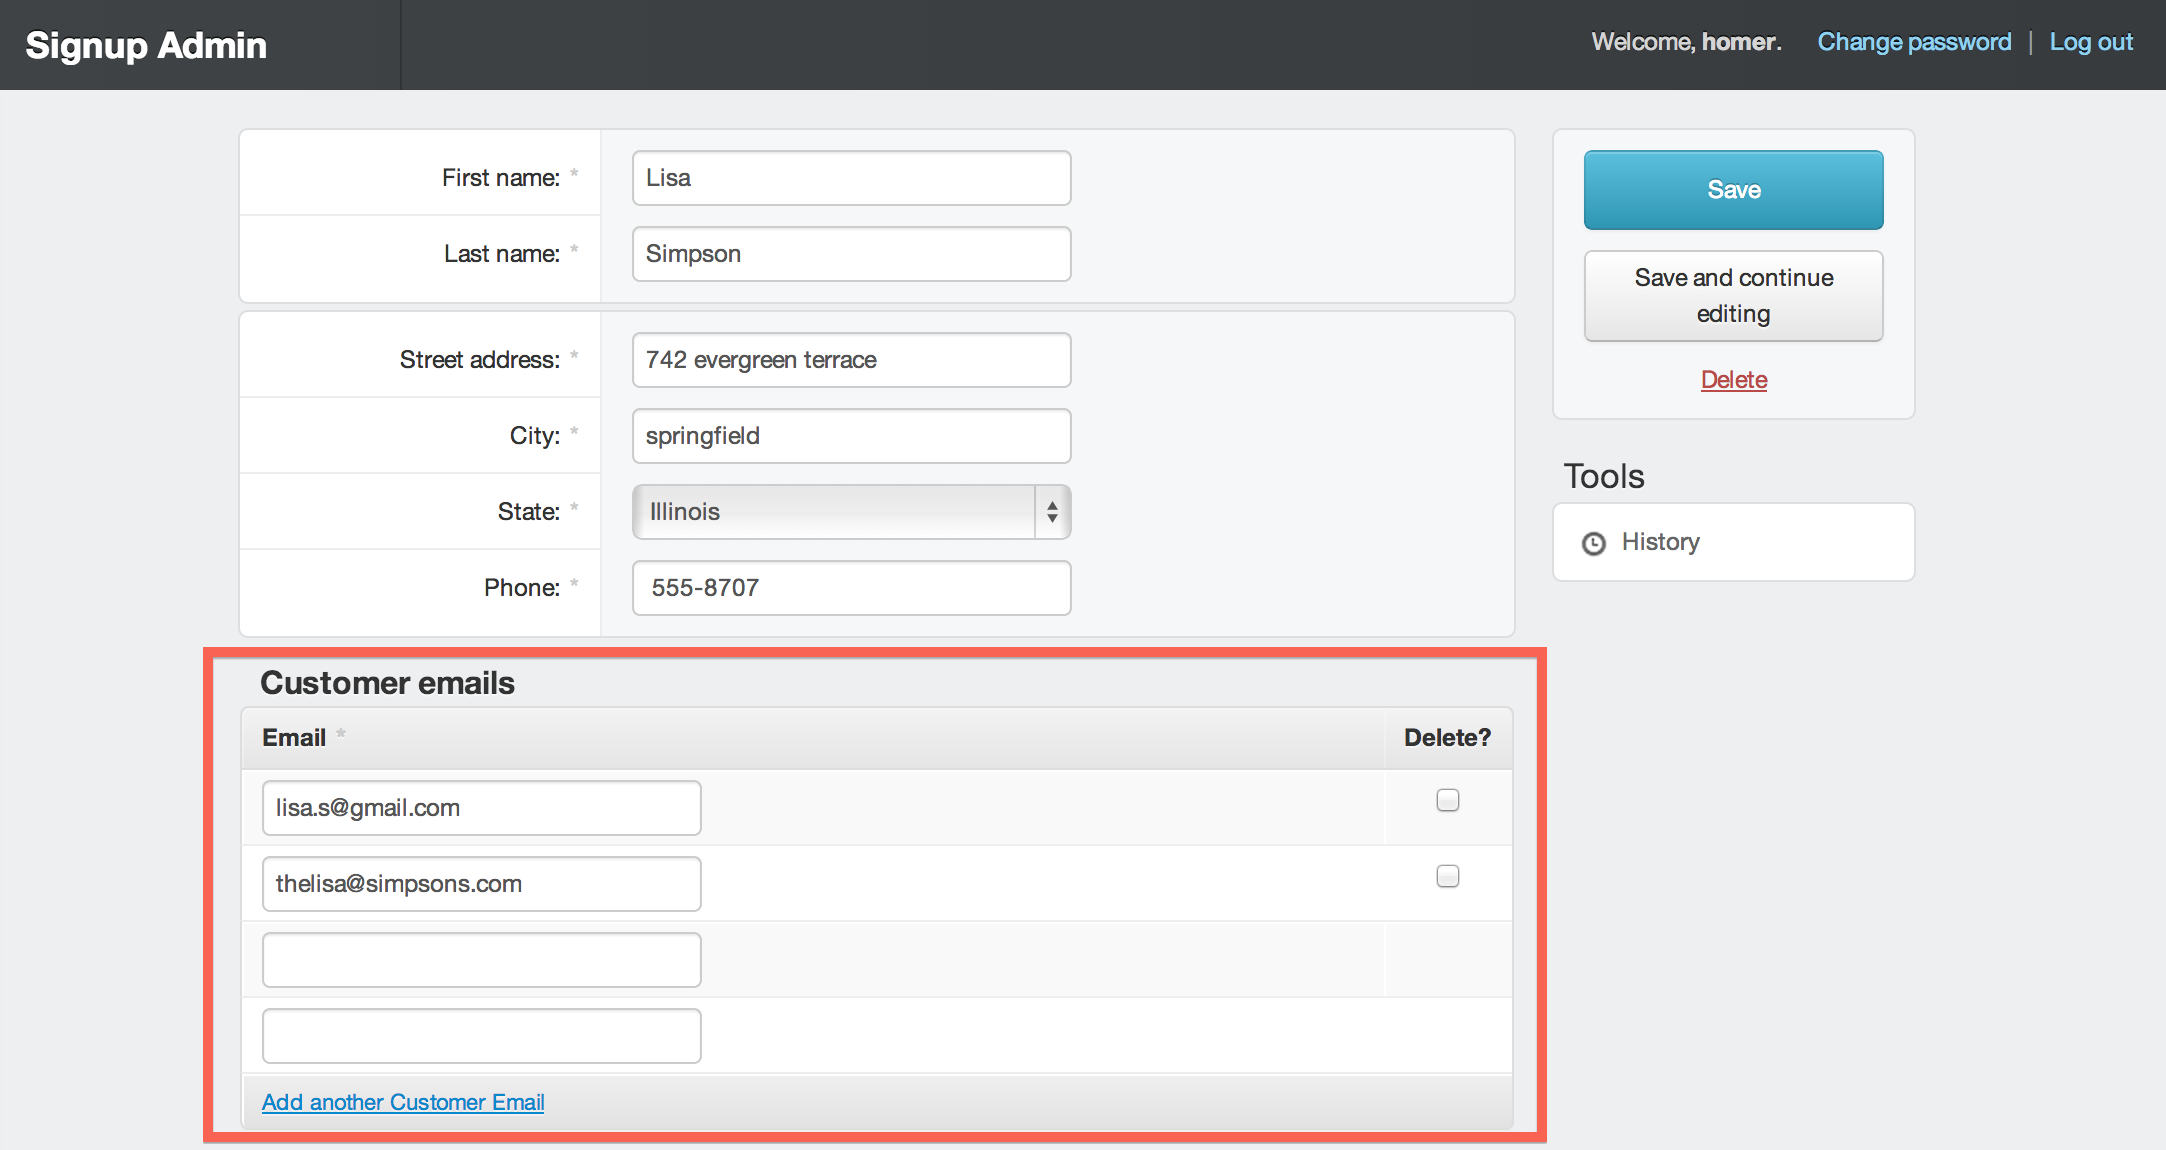 Signup Admin
Welcome, homer. Change password | Log out
First name: * Lisa
Last name: * Simpson
Street address: * 742 evergreen terrace
City: * springfield
State: * Illinois
Phone: * 555-8707
Save
Save and continue
editing
Delete
Tools
History
Customer emails
Email * Delete?
lisa.s@gmail.com
thelisa@simpsons.com
Add another Customer Email